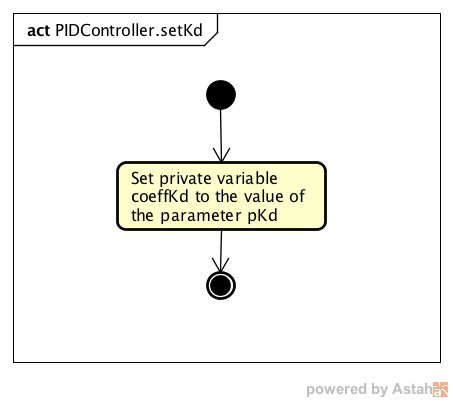 act PIDController.setKd
Set private variable
coeffKd to the value of
the parameter pKd
powered by Astah